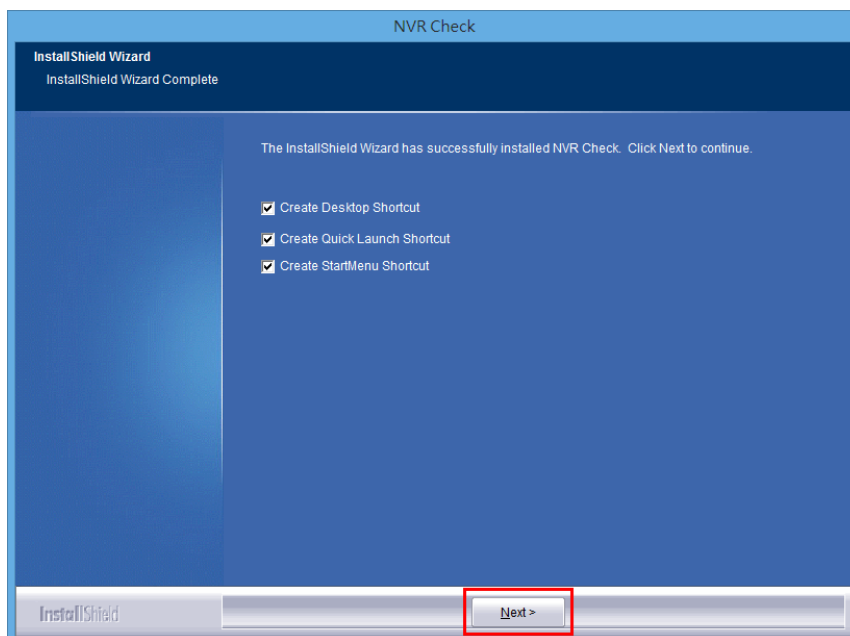 NVR Check
InstallShield Wizard
InstallShield Wizard Complete
The InstallShield Wizard has successfully installed NVR Check. Click Next to continue.
Create Desktop Shortcut
Create Quick Launch Shortcut
Create StartMenu Shortcut
InstallShield
Next >